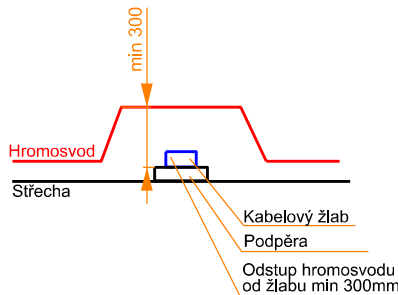 min 300
Hromosvod
Střecha
Kabelový žlab
Podpěra
Odstup hromosvodu
od žlabu min 300mm